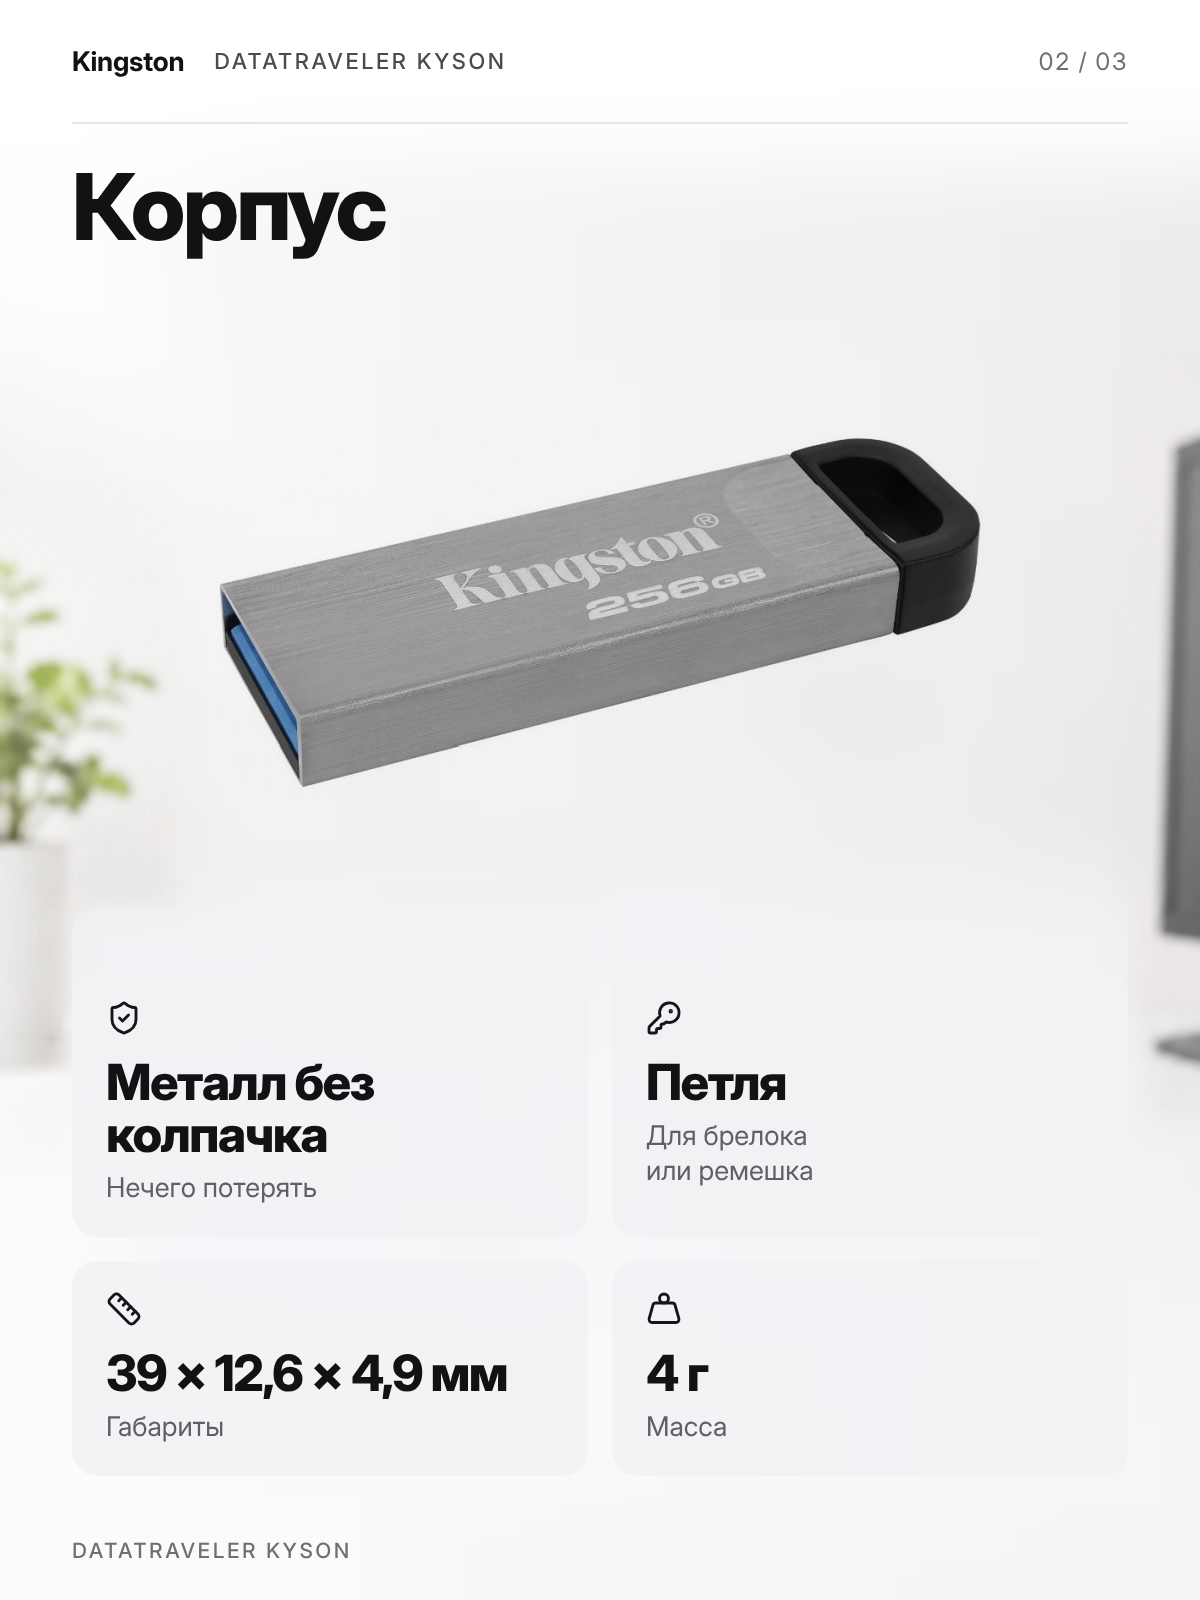 Kingston DATATRAVELER KYSON 02 / 03
Корпус
Kingston®
256GB
Металл без
колпачка
Нечего потерять
Петля
Для брелока
или ремешка
39 × 12,6 × 4,9 мм
Габариты
4 г
Масса
DATATRAVELER KYSON